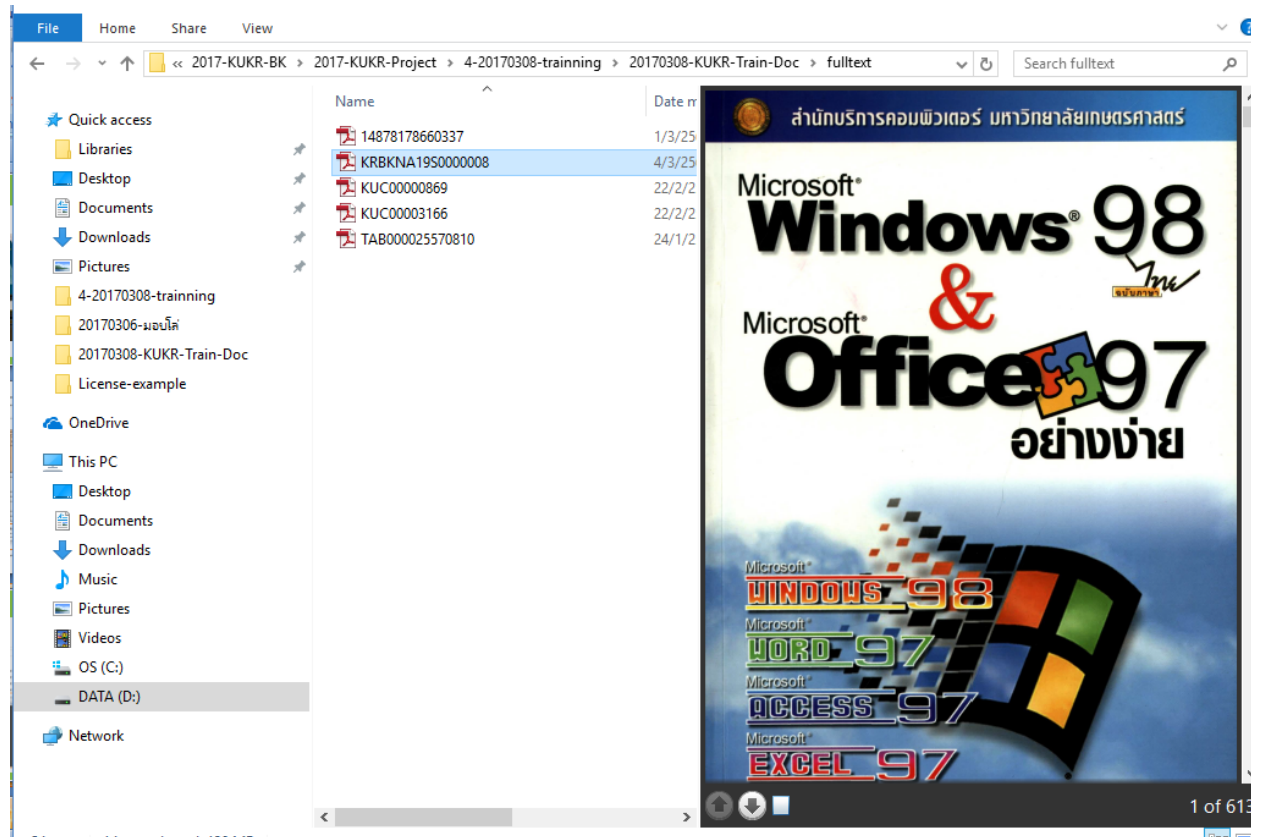 File Home Share View
« 2017-KUKR-BK › 2017-KUKR-Project › 4-20170308-trainning › 20170308-KUKR-Train-Doc › fulltext
Search fulltext
Quick access
Libraries
Desktop
Documents
Downloads
Pictures
4-20170308-trainning
20170306-มอบโล่
20170308-KUKR-Train-Doc
License-example
OneDrive
This PC
Desktop
Documents
Downloads
Music
Pictures
Videos
OS (C:)
DATA (D:)
Network
Name Date m
14878178660337 1/3/25
KRBKNA19S0000008 4/3/25
KUC00000869 22/2/2
KUC00003166 22/2/2
TAB000025570810 24/1/2
สำนักบริการคอมพิวเตอร์ มหาวิทยาลัยเกษตรศาสตร์
Microsoft®
Windows® 98
ฉบับภาษา ไทย
&
Microsoft®
Office 97
อย่างง่าย
Microsoft®
WINDOWS 98
Microsoft®
WORD 97
Microsoft®
ACCESS 97
Microsoft®
EXCEL 97
1 of 613